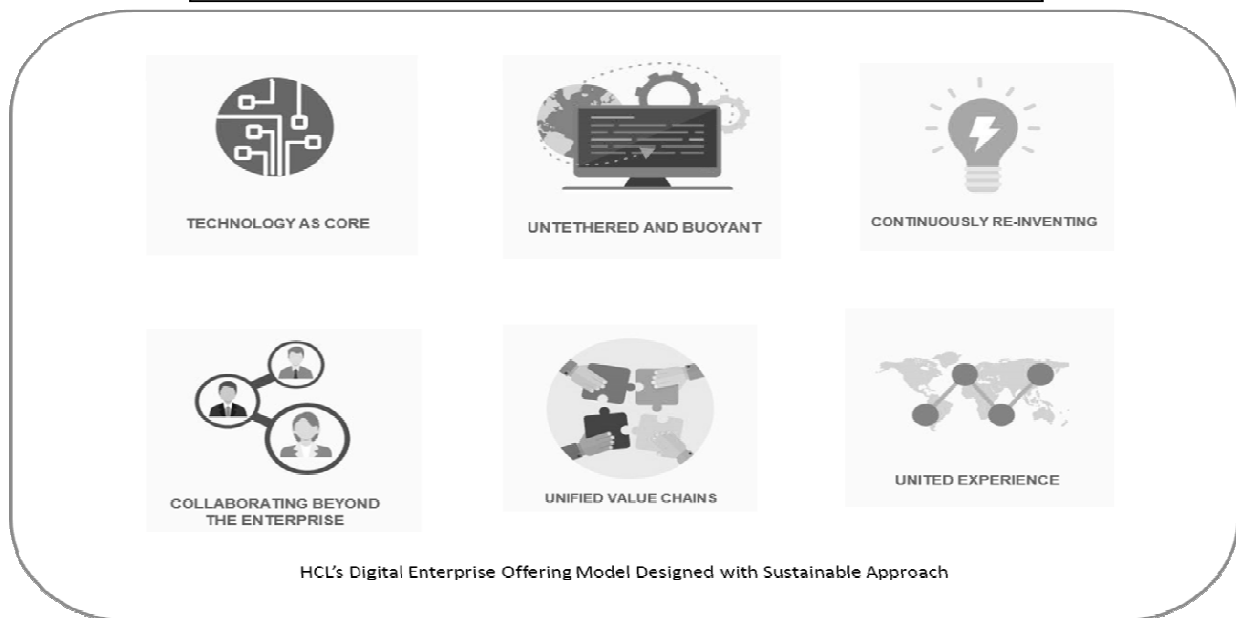 TECHNOLOGY AS CORE
UNTETHERED AND BUOYANT
CONTINUOUSLY RE-INVENTING
COLLABORATING BEYOND
THE ENTERPRISE
UNIFIED VALUE CHAINS
UNITED EXPERIENCE
HCL's Digital Enterprise Offering Model Designed with Sustainable Approach